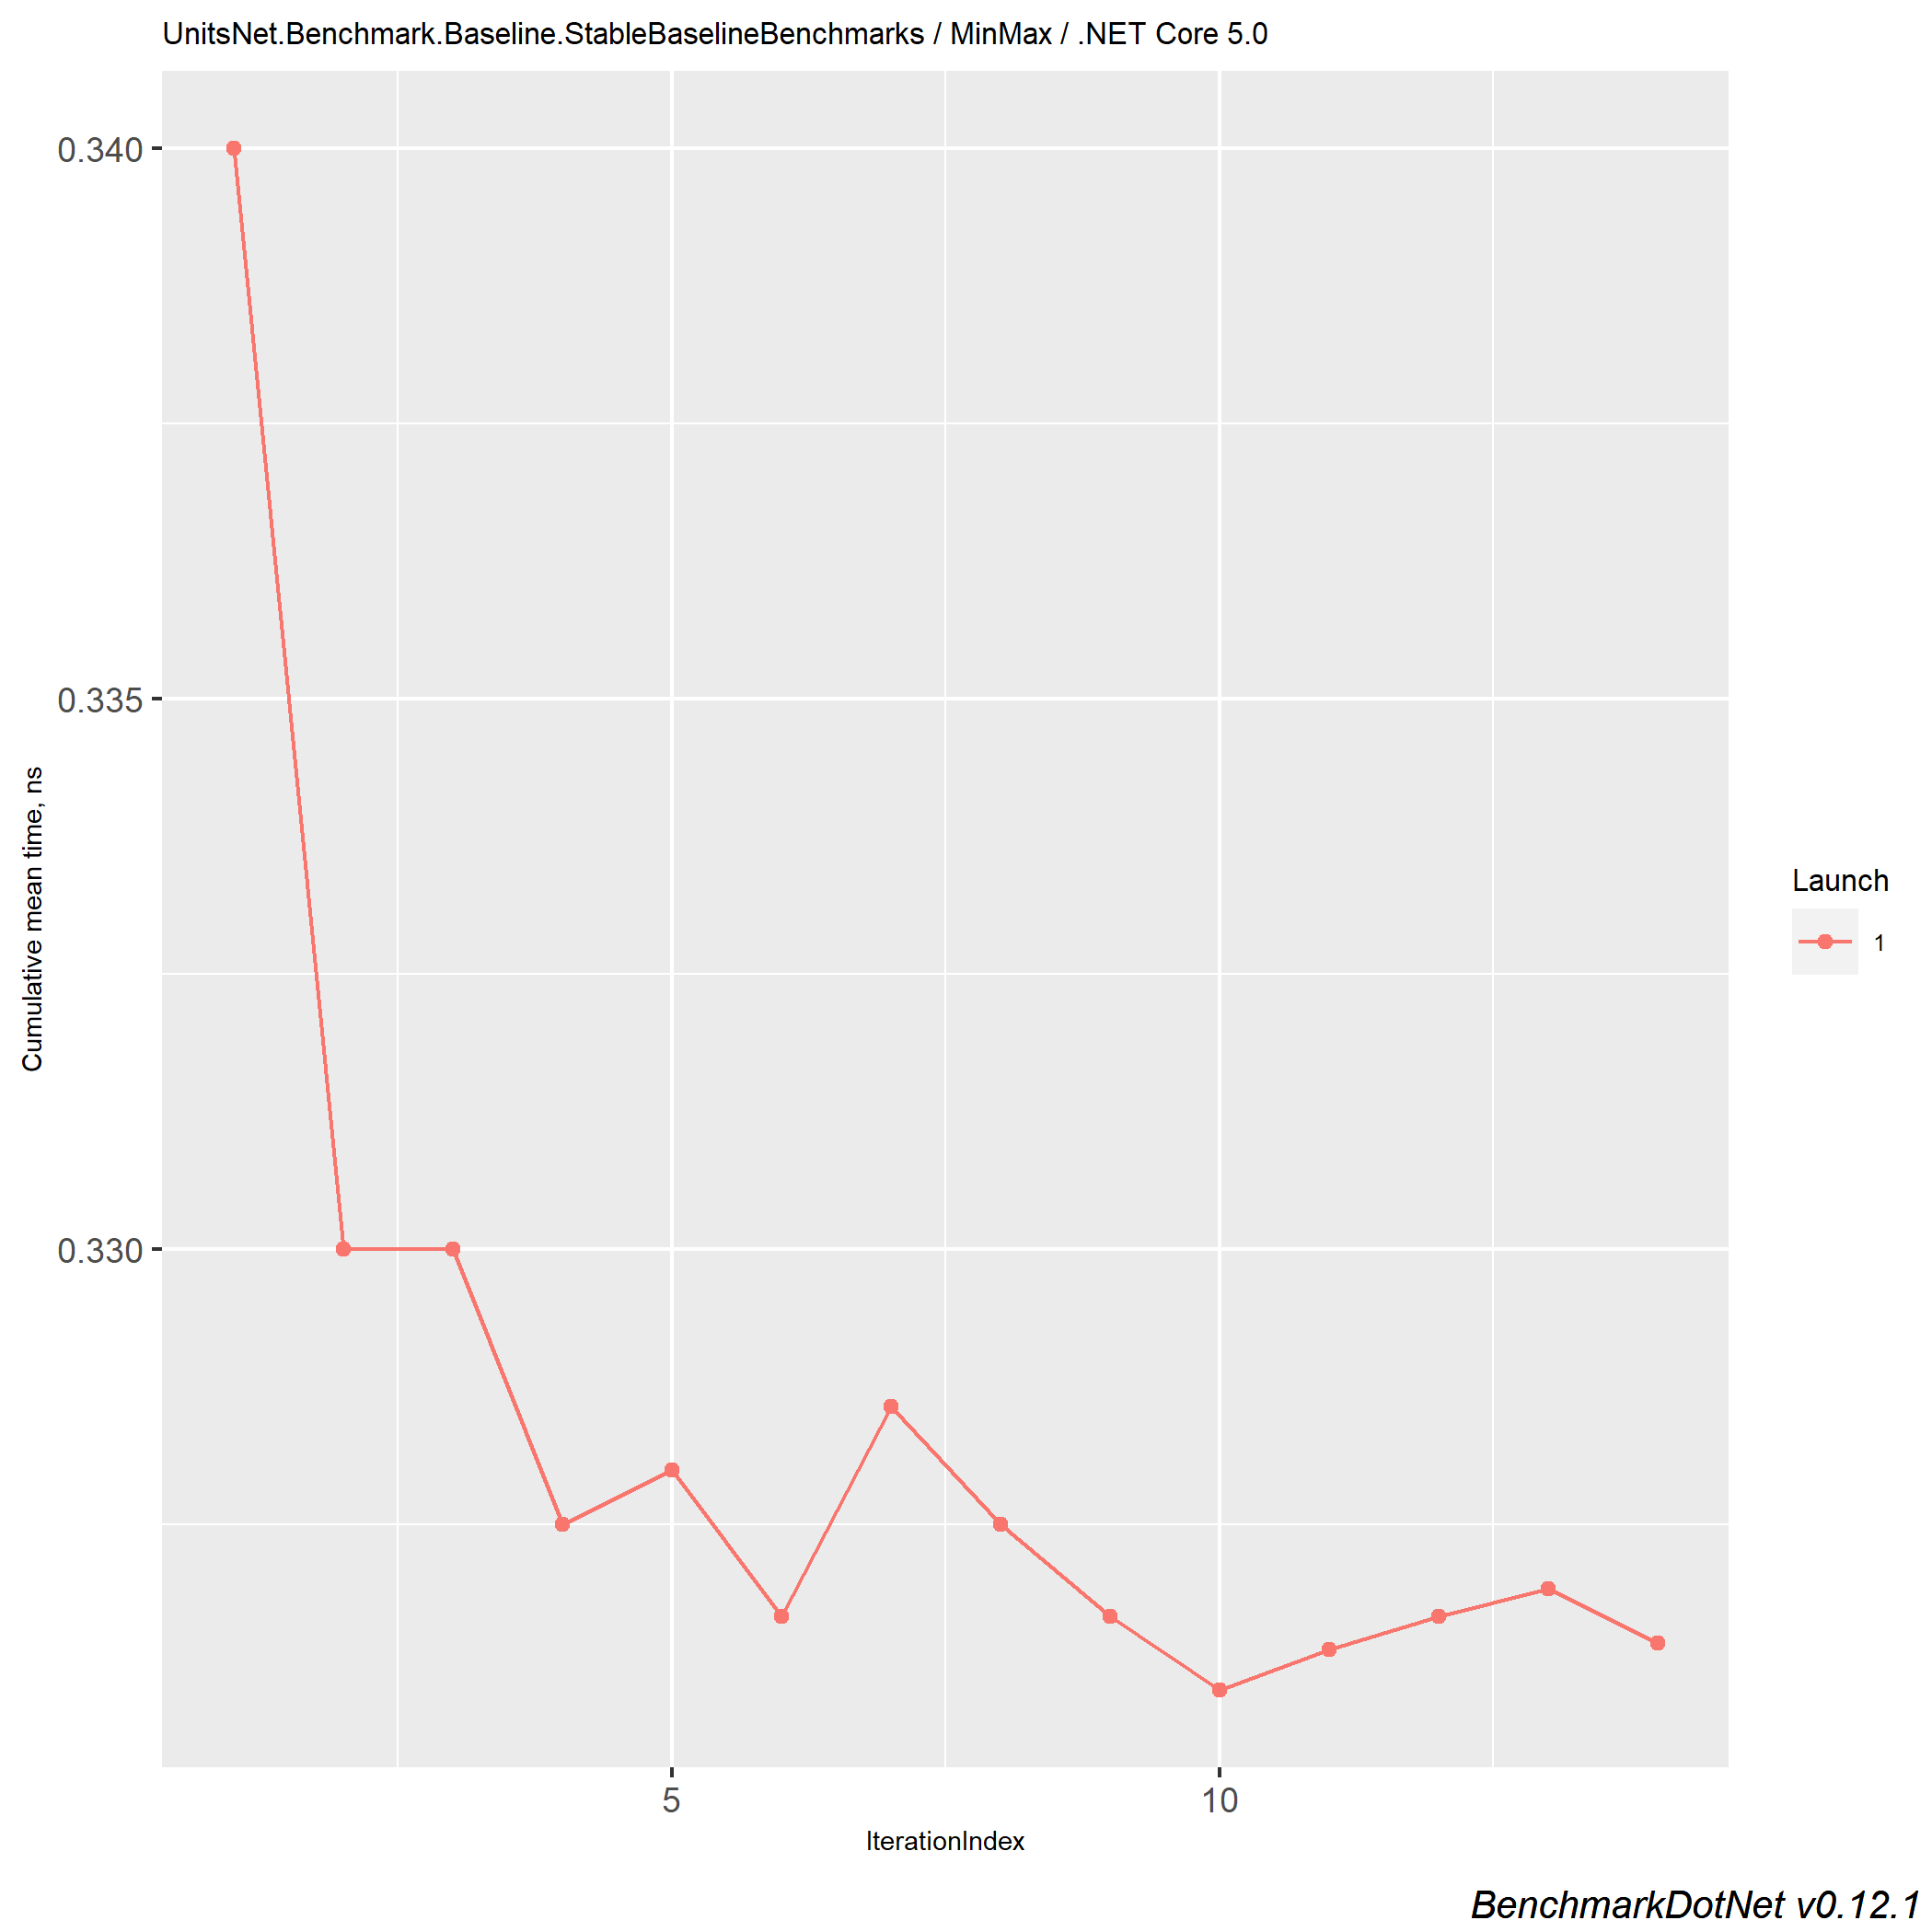 UnitsNet.Benchmark.Baseline.StableBaselineBenchmarks / MinMax / .NET Core 5.0
0.340
0.335
0.330
Cumulative mean time, ns
5
10
IterationIndex
Launch
1
BenchmarkDotNet v0.12.1